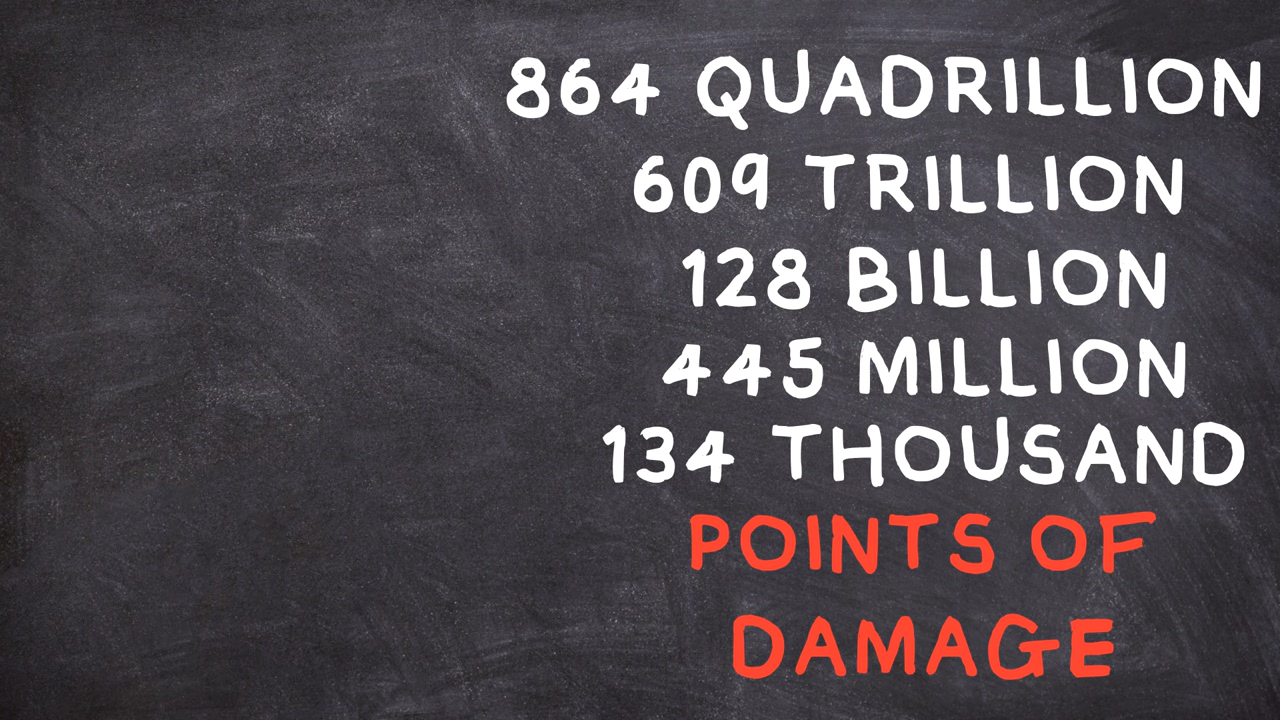 864 QUADRILLION
609 TRILLION
128 BILLION
445 MILLION
134 THOUSAND
POINTS OF
DAMAGE